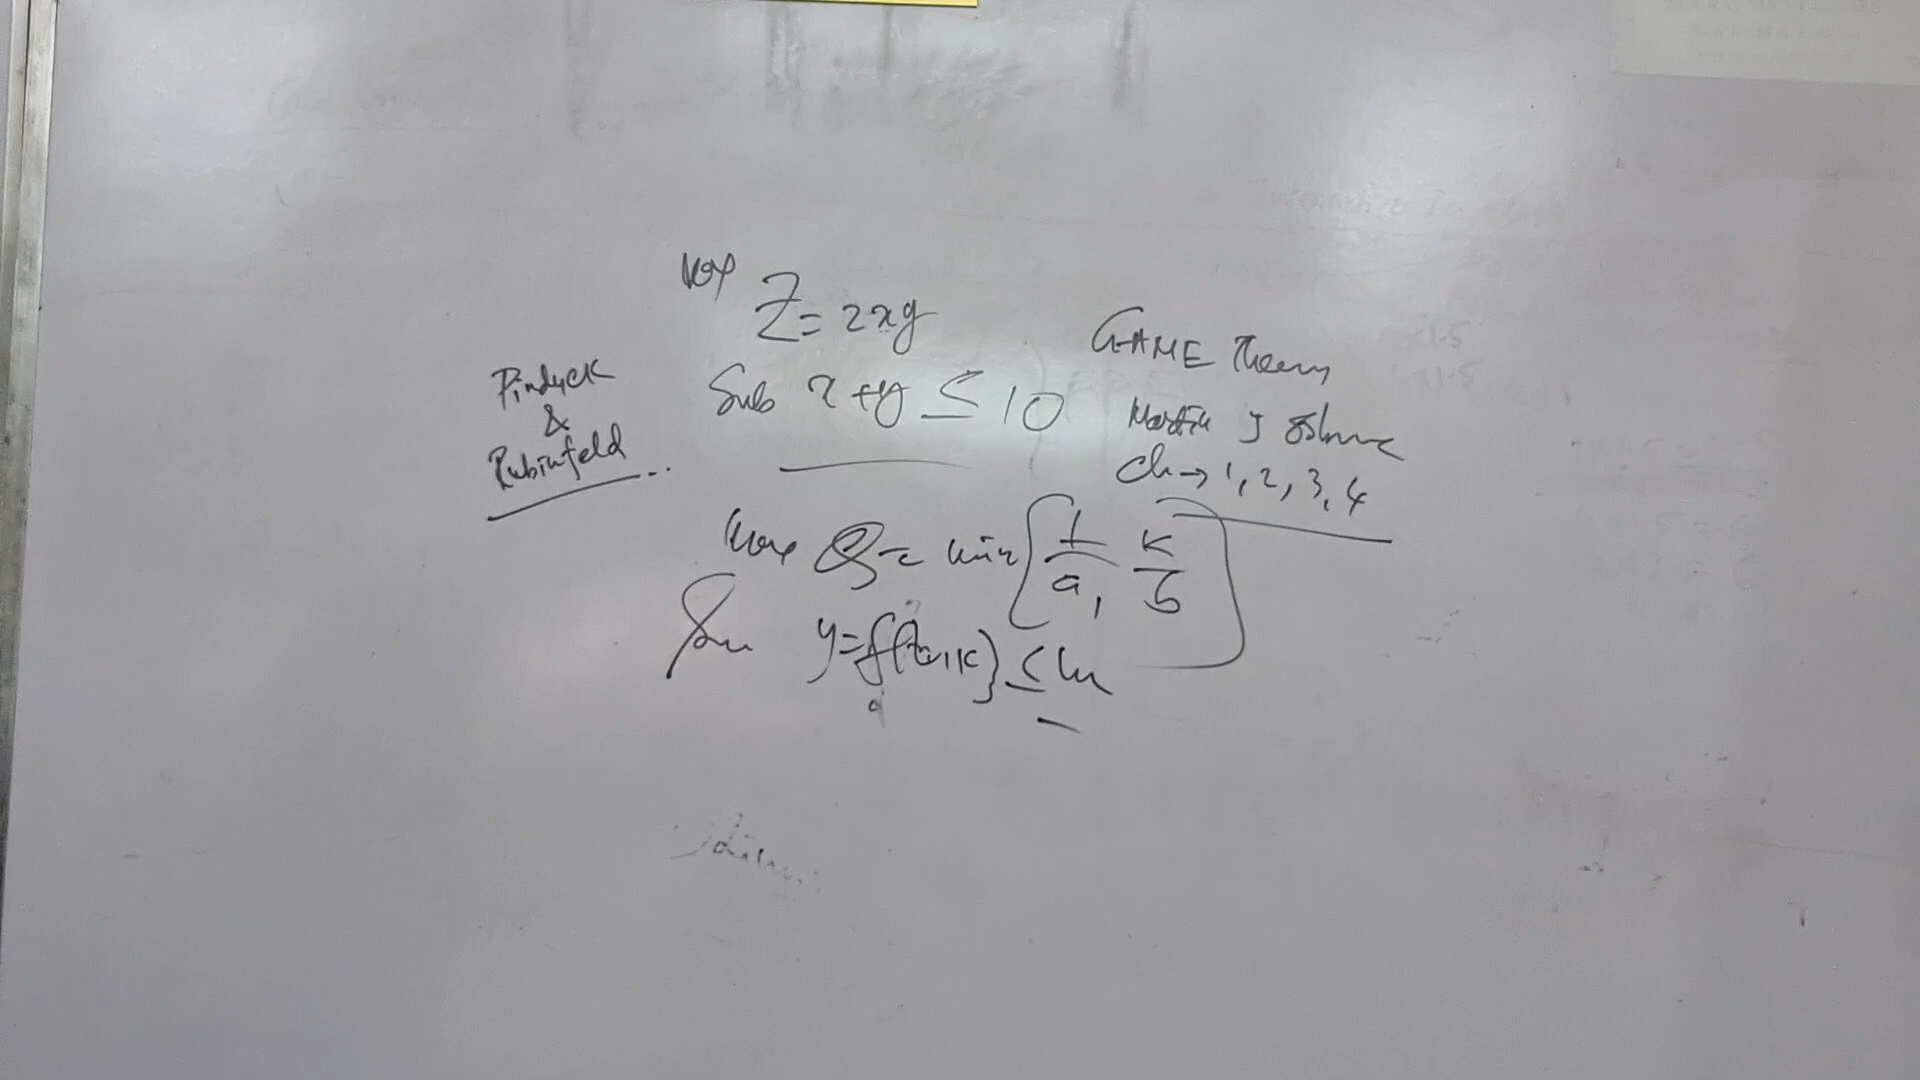 Max Z = 2xy
Sub x+y ≤ 10
Pindyck
&
Rubinfeld
GAME Theory
Martin J Osborne
Ch → 1, 2, 3, 4
Max Q = min { L/a, K/b }
y = f(L, K) ≤ m